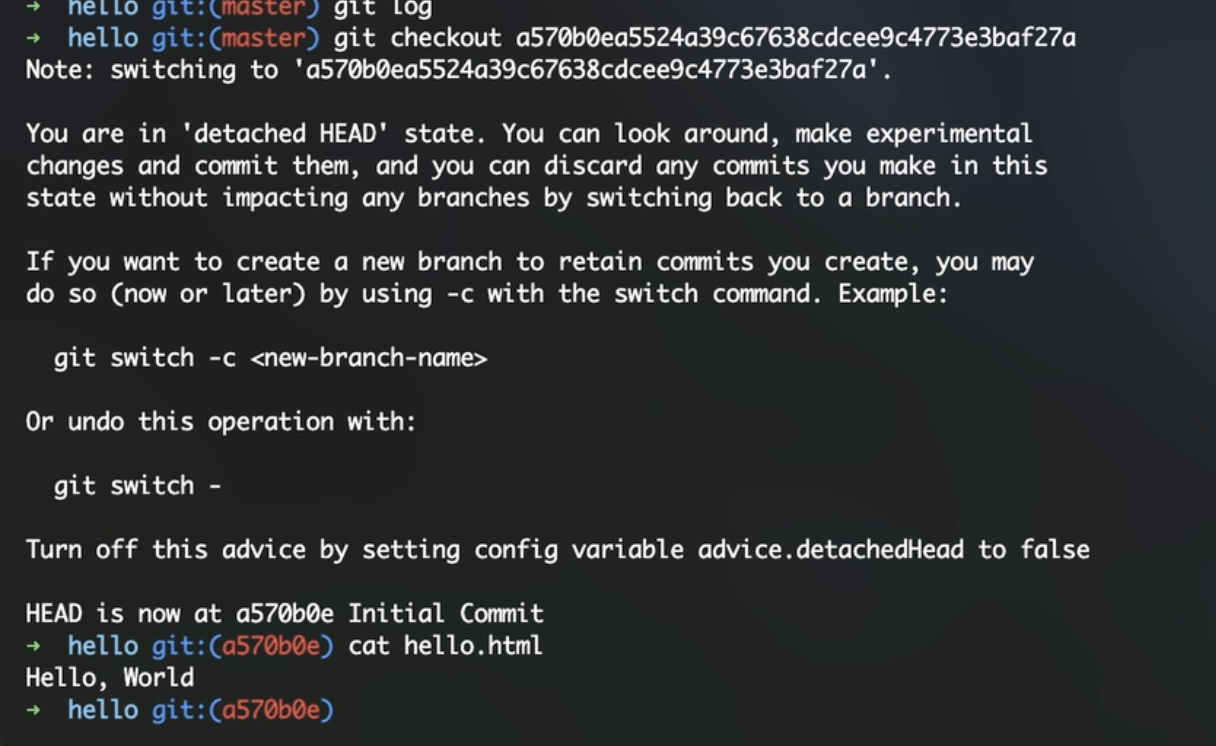 → hello git:(master) git log
→ hello git:(master) git checkout a570b0ea5524a39c67638cdcee9c4773e3baf27a
Note: switching to 'a570b0ea5524a39c67638cdcee9c4773e3baf27a'.

You are in 'detached HEAD' state. You can look around, make experimental
changes and commit them, and you can discard any commits you make in this
state without impacting any branches by switching back to a branch.

If you want to create a new branch to retain commits you create, you may
do so (now or later) by using -c with the switch command. Example:

  git switch -c <new-branch-name>

Or undo this operation with:

  git switch -

Turn off this advice by setting config variable advice.detachedHead to false

HEAD is now at a570b0e Initial Commit
→ hello git:(a570b0e) cat hello.html
Hello, World
→ hello git:(a570b0e)